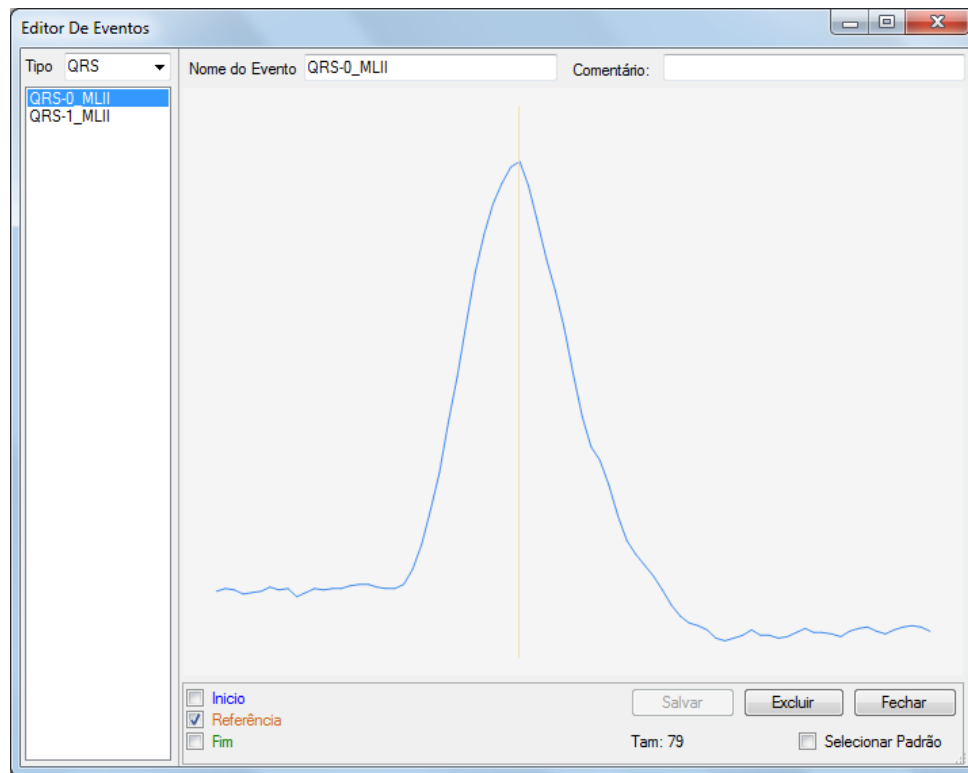 Editor De Eventos
Tipo QRS
Nome do Evento QRS-0_MLII Comentário:
QRS-0_MLII
QRS-1_MLII
Inicio
Referência
Fim
Salvar Excluir Fechar
Tam: 79 Selecionar Padrão